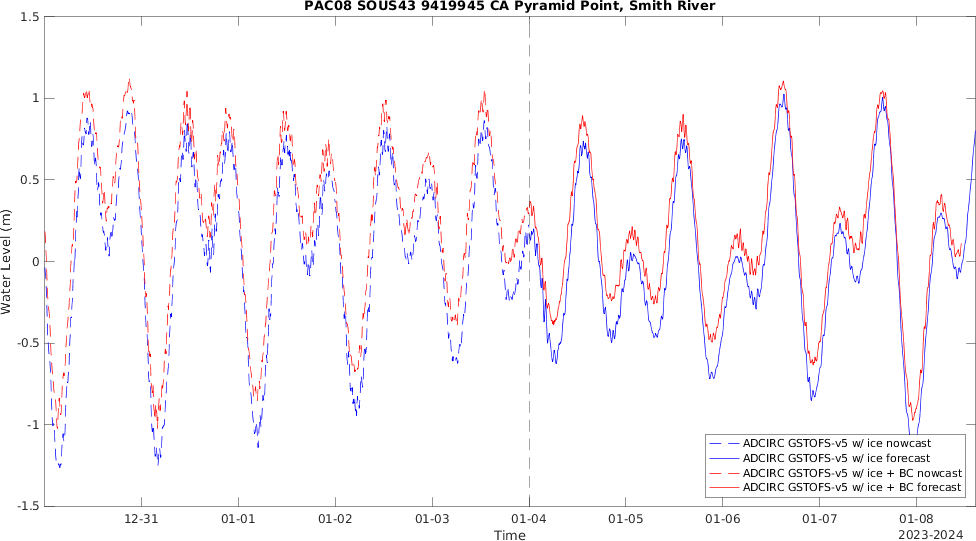 PAC08 SOUS43 9419945 CA Pyramid Point, Smith River
1.5
1
0.5
0
-0.5
-1
-1.5
Water Level (m)
ADCIRC GSTOFS-v5 w/ ice nowcast
ADCIRC GSTOFS-v5 w/ ice forecast
ADCIRC GSTOFS-v5 w/ ice + BC nowcast
ADCIRC GSTOFS-v5 w/ ice + BC forecast
12-31 01-01 01-02 01-03 01-04 01-05 01-06 01-07 01-08
Time
2023-2024